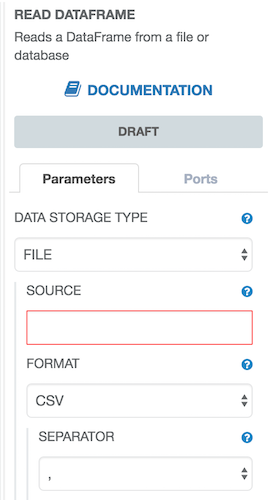 READ DATAFRAME
Reads a DataFrame from a file or
database
DOCUMENTATION
DRAFT
Parameters Ports
DATA STORAGE TYPE ?
FILE
SOURCE ?
FORMAT ?
CSV
SEPARATOR ?
,